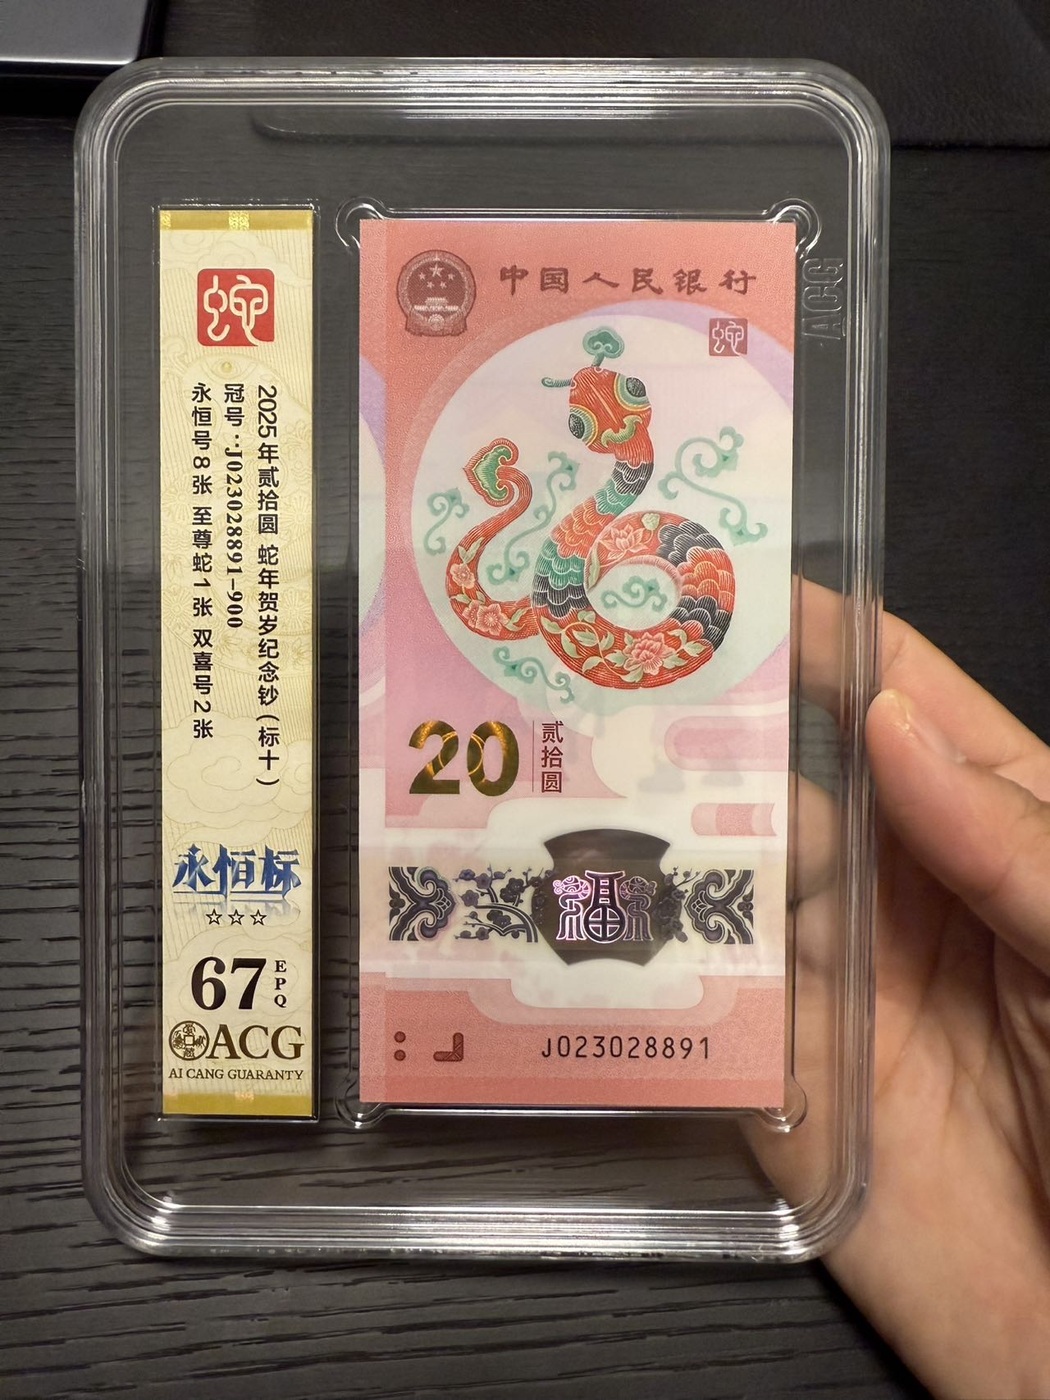 蛇
2025年贰拾圆 蛇年贺岁纪念钞(标十)
冠号:J023028891-900
永恒号8张 至尊蛇1张 双喜号2张
永恒标
☆☆☆
67 EPQ
ACG
AI CANG GUARANTY
中国人民银行
蛇
20 贰拾圆
福
J023028891
ACG